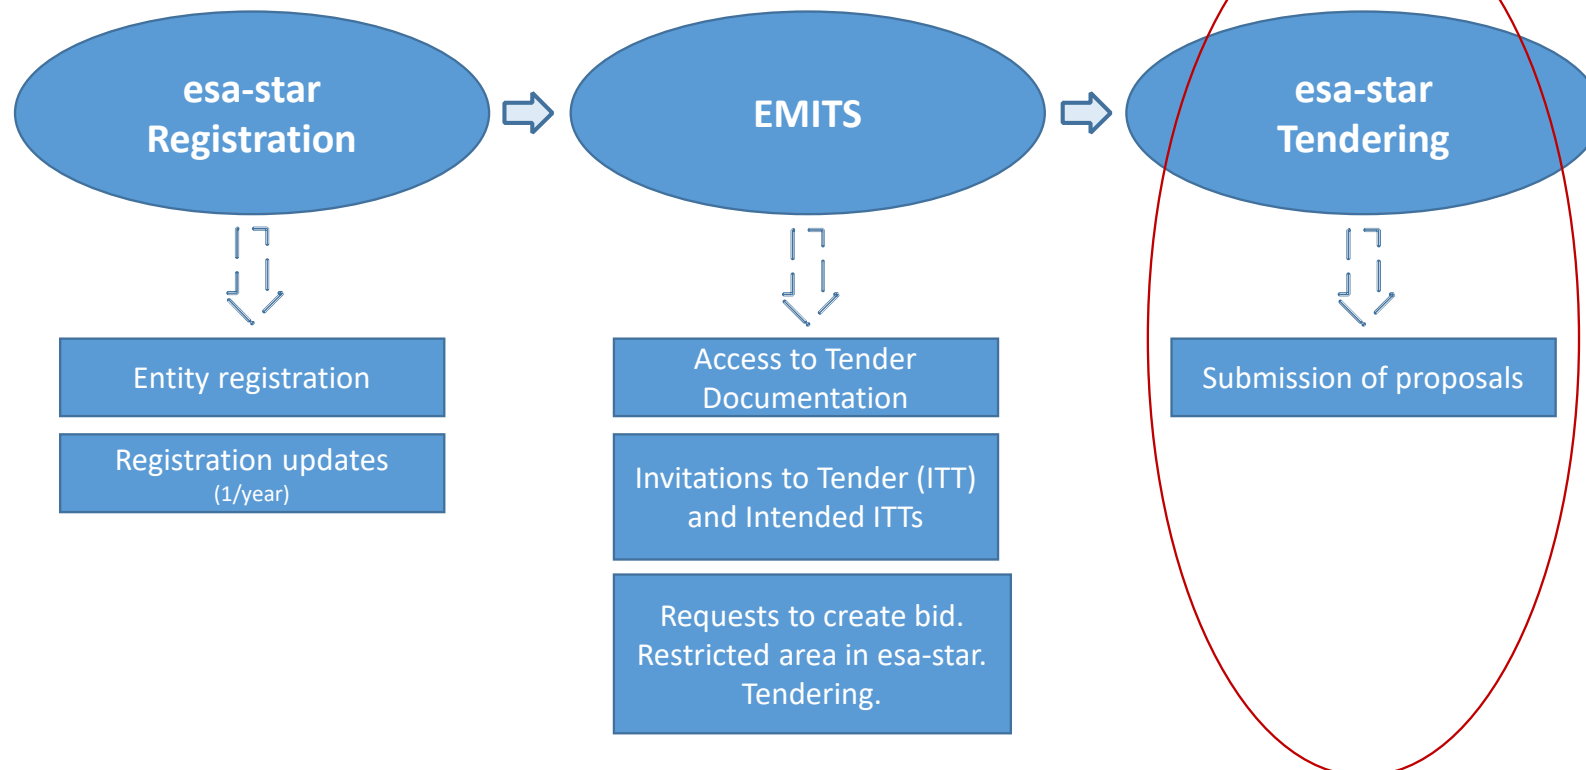 esa-star
Registration
EMITS
esa-star
Tendering
Entity registration
Registration updates
(1/year)
Access to Tender
Documentation
Invitations to Tender (ITT)
and Intended ITTs
Requests to create bid.
Restricted area in esa-star.
Tendering.
Submission of proposals